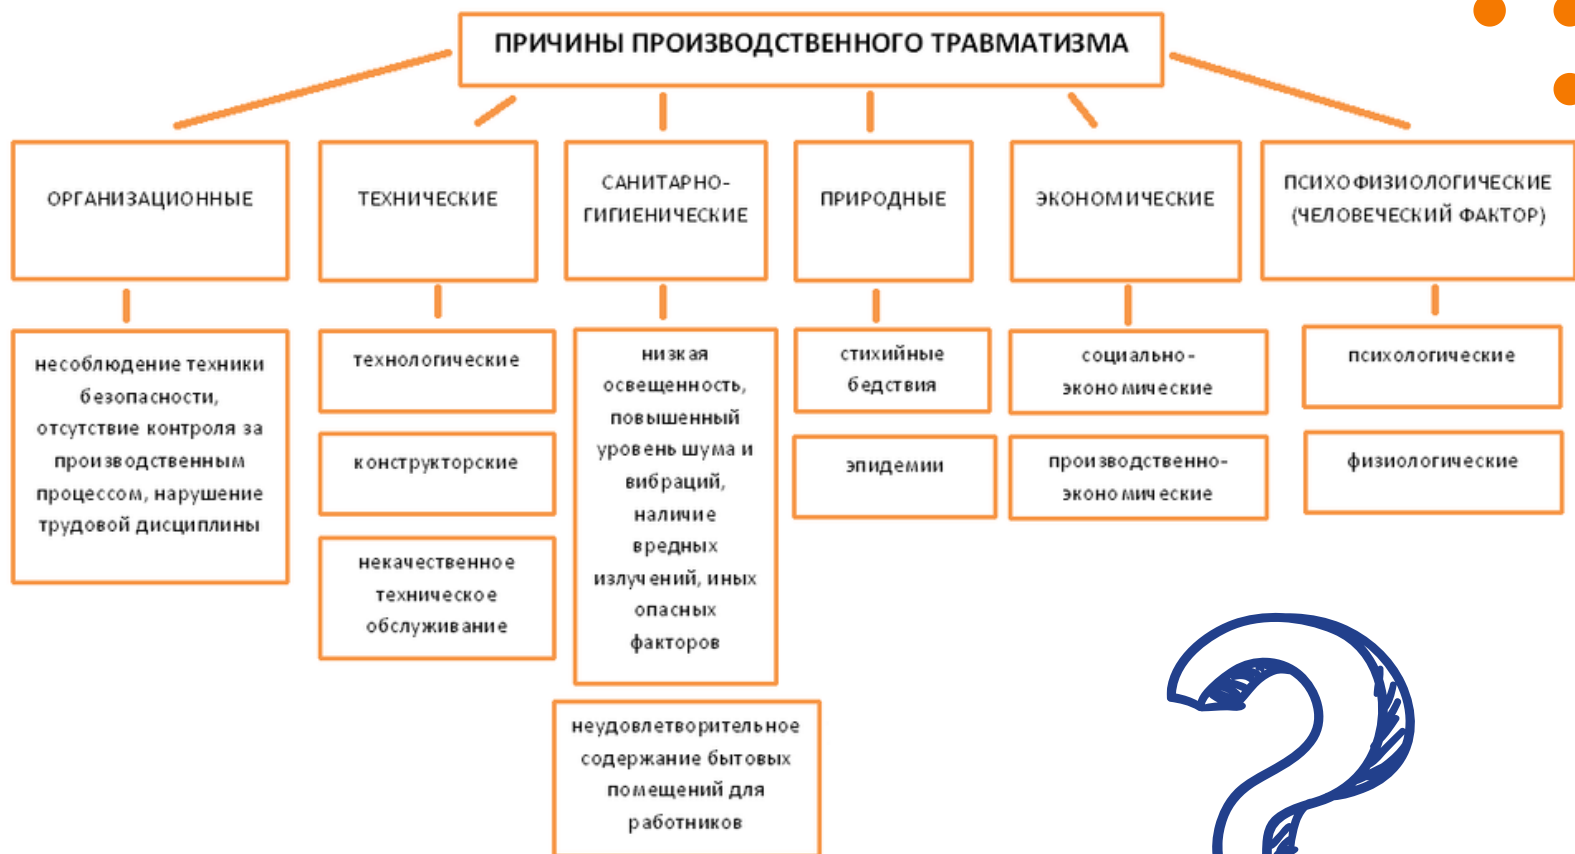 ПРИЧИНЫ ПРОИЗВОДСТВЕННОГО ТРАВМАТИЗМА
ОРГАНИЗАЦИОННЫЕ
ТЕХНИЧЕСКИЕ
САНИТАРНО-
ГИГИЕНИЧЕСКИЕ
ПРИРОДНЫЕ
ЭКОНОМИЧЕСКИЕ
ПСИХОФИЗИОЛОГИЧЕСКИЕ
(ЧЕЛОВЕЧЕСКИЙ ФАКТОР)
несоблюдение техники
безопасности,
отсутствие контроля за
производственным
процессом, нарушение
трудовой дисциплины
технологические
конструкторские
некачественное
техническое
обслуживание
низкая
освещенность,
повышенный
уровень шума и
вибраций,
наличие
вредных
излучений, иных
опасных
факторов
неудовлетворительное
содержание бытовых
помещений для
работников
стихийные
бедствия
эпидемии
социально-
экономические
производственно-
экономические
психологические
физиологические
?